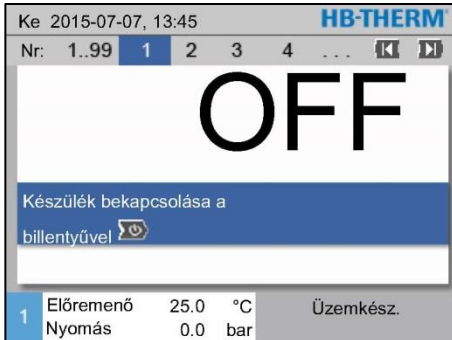 Ke 2015-07-07, 13:45 HB-THERM®
Nr: 1..99 1 2 3 4 ...
OFF
Készülék bekapcsolása a
billentyűvel
1 Előremenő 25.0 °C Üzemkész.
Nyomás 0.0 bar